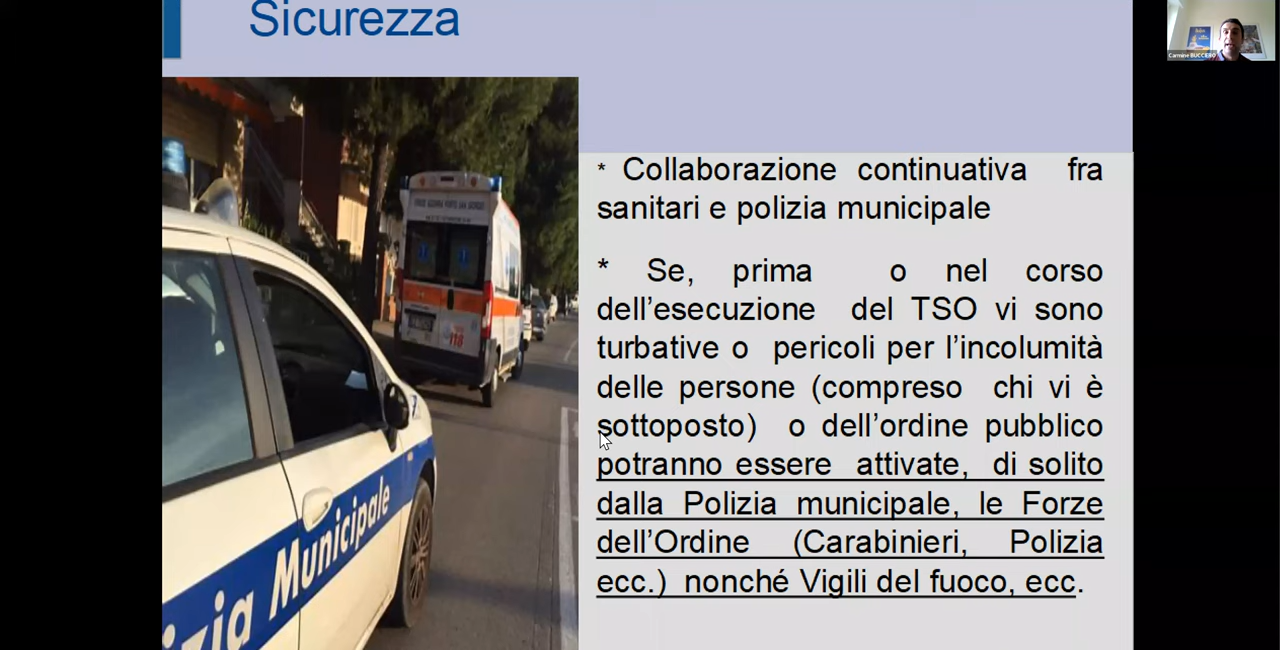 Sicurezza
Carmine BUCCERO
* Collaborazione continuativa fra
sanitari e polizia municipale
* Se, prima o nel corso
dell’esecuzione del TSO vi sono
turbative o pericoli per l’incolumità
delle persone (compreso chi vi è
sottoposto) o dell’ordine pubblico
potranno essere attivate, di solito
dalla Polizia municipale, le Forze
dell’Ordine (Carabinieri, Polizia
ecc.) nonché Vigili del fuoco, ecc.
118
izia Municipale